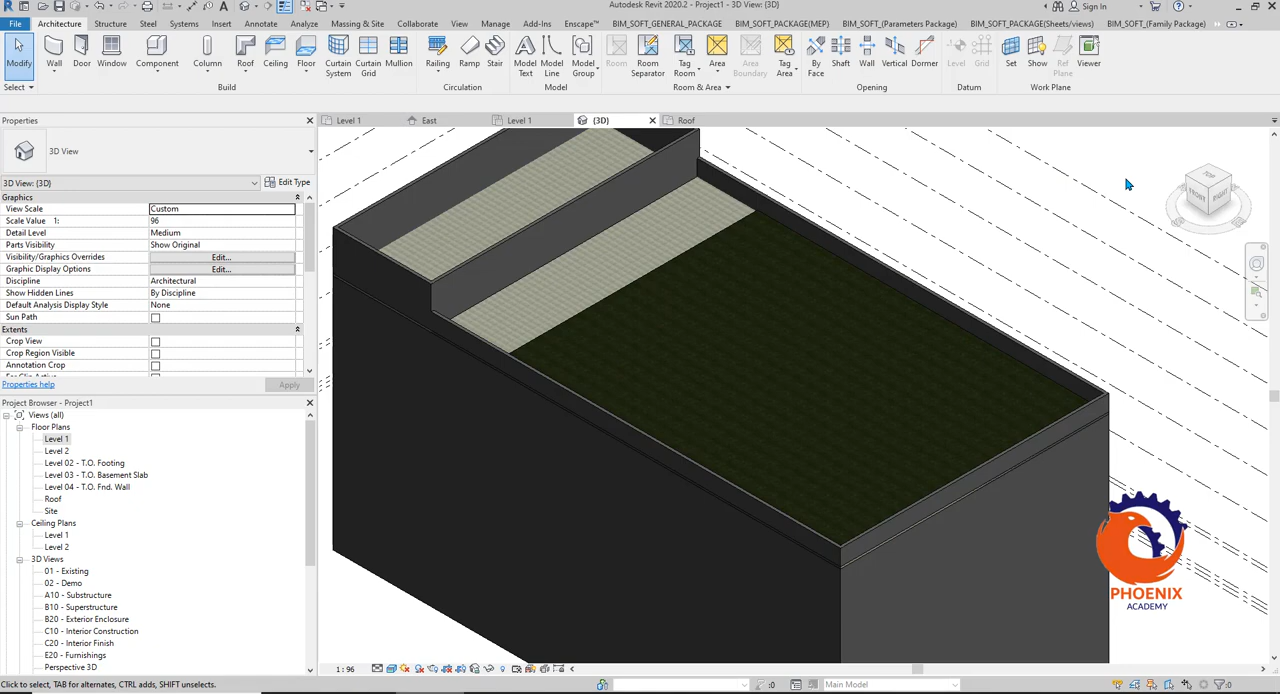 Autodesk Revit 2020.2 - Project1 - 3D View: {3D}
Sign In
File Architecture Structure Steel Systems Insert Annotate Analyze Massing & Site Collaborate View Manage Add-Ins Enscape™ BIM_SOFT_GENERAL_PACKAGE BIM_SOFT_PACKAGE(MEP) BIM_SOFT_(Parameters Package) BIM_SOFT_PACKAGE(Sheets/views) BIM_SOFT_(Family Package)
Modify Wall Door Window Component Column Roof Ceiling Floor Curtain System Curtain Grid Mullion Railing Ramp Stair Model Text Model Line Model Group Room Room Separator Tag Room Area Area Boundary Tag Area By Face Shaft Wall Vertical Dormer Level Grid Set Show Ref Plane Viewer
Select Build Circulation Model Room & Area Opening Datum Work Plane
Properties
Level 1 East Level 1 {3D} Roof
3D View
3D View: {3D} Edit Type
Graphics
View Scale Custom
Scale Value 1: 96
Detail Level Medium
Parts Visibility Show Original
Visibility/Graphics Overrides Edit...
Graphic Display Options Edit...
Discipline Architectural
Show Hidden Lines By Discipline
Default Analysis Display Style None
Sun Path
Extents
Crop View
Crop Region Visible
Annotation Crop
Properties help Apply
Project Browser - Project1
Views (all)
Floor Plans
Level 1
Level 2
Level 02 - T.O. Footing
Level 03 - T.O. Basement Slab
Level 04 - T.O. Fnd. Wall
Roof
Site
Ceiling Plans
Level 1
Level 2
3D Views
01 - Existing
02 - Demo
A10 - Substructure
B10 - Superstructure
B20 - Exterior Enclosure
C10 - Interior Construction
C20 - Interior Finish
E20 - Furnishings
Perspective 3D
TOP
FRONT RIGHT
PHOENIX
ACADEMY
1 : 96
Click to select, TAB for alternates, CTRL adds, SHIFT unselects.
:0
Main Model
:0